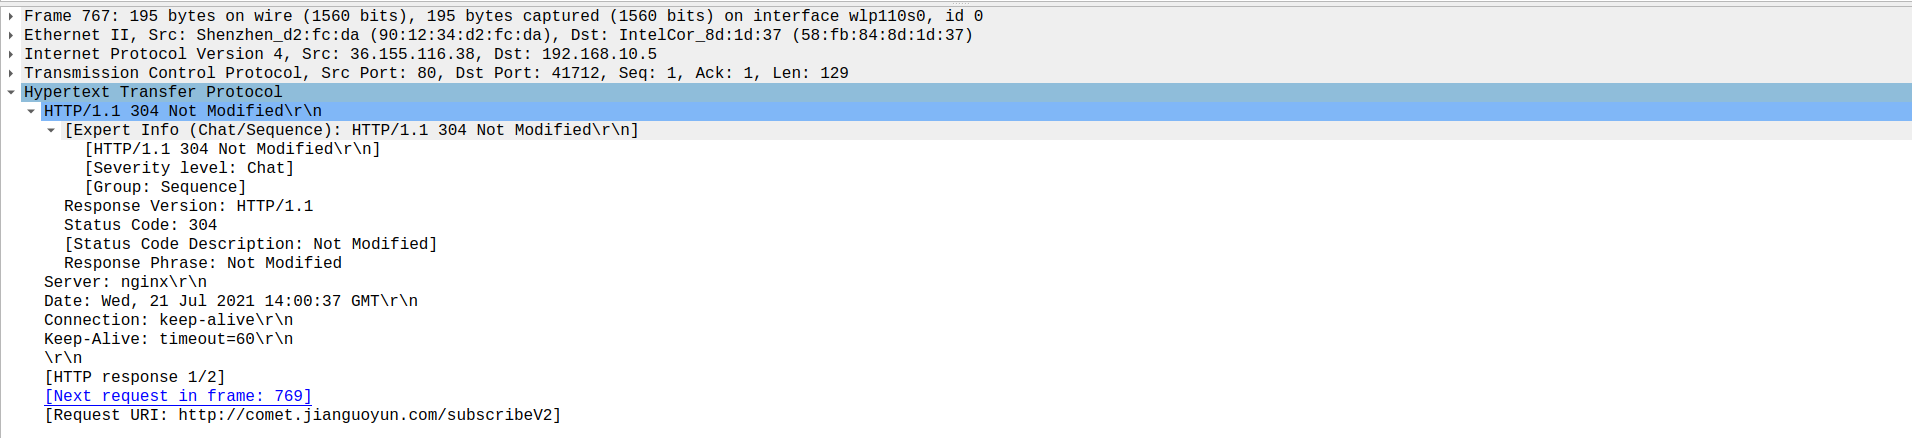 Frame 767: 195 bytes on wire (1560 bits), 195 bytes captured (1560 bits) on interface wlp110s0, id 0
Ethernet II, Src: Shenzhen_d2:fc:da (90:12:34:d2:fc:da), Dst: IntelCor_8d:1d:37 (58:fb:84:8d:1d:37)
Internet Protocol Version 4, Src: 36.155.116.38, Dst: 192.168.10.5
Transmission Control Protocol, Src Port: 80, Dst Port: 41712, Seq: 1, Ack: 1, Len: 129
Hypertext Transfer Protocol
HTTP/1.1 304 Not Modified\r\n
[Expert Info (Chat/Sequence): HTTP/1.1 304 Not Modified\r\n]
[HTTP/1.1 304 Not Modified\r\n]
[Severity level: Chat]
[Group: Sequence]
Response Version: HTTP/1.1
Status Code: 304
[Status Code Description: Not Modified]
Response Phrase: Not Modified
Server: nginx\r\n
Date: Wed, 21 Jul 2021 14:00:37 GMT\r\n
Connection: keep-alive\r\n
Keep-Alive: timeout=60\r\n
\r\n
[HTTP response 1/2]
[Next request in frame: 769]
[Request URI: http://comet.jianguoyun.com/subscribeV2]